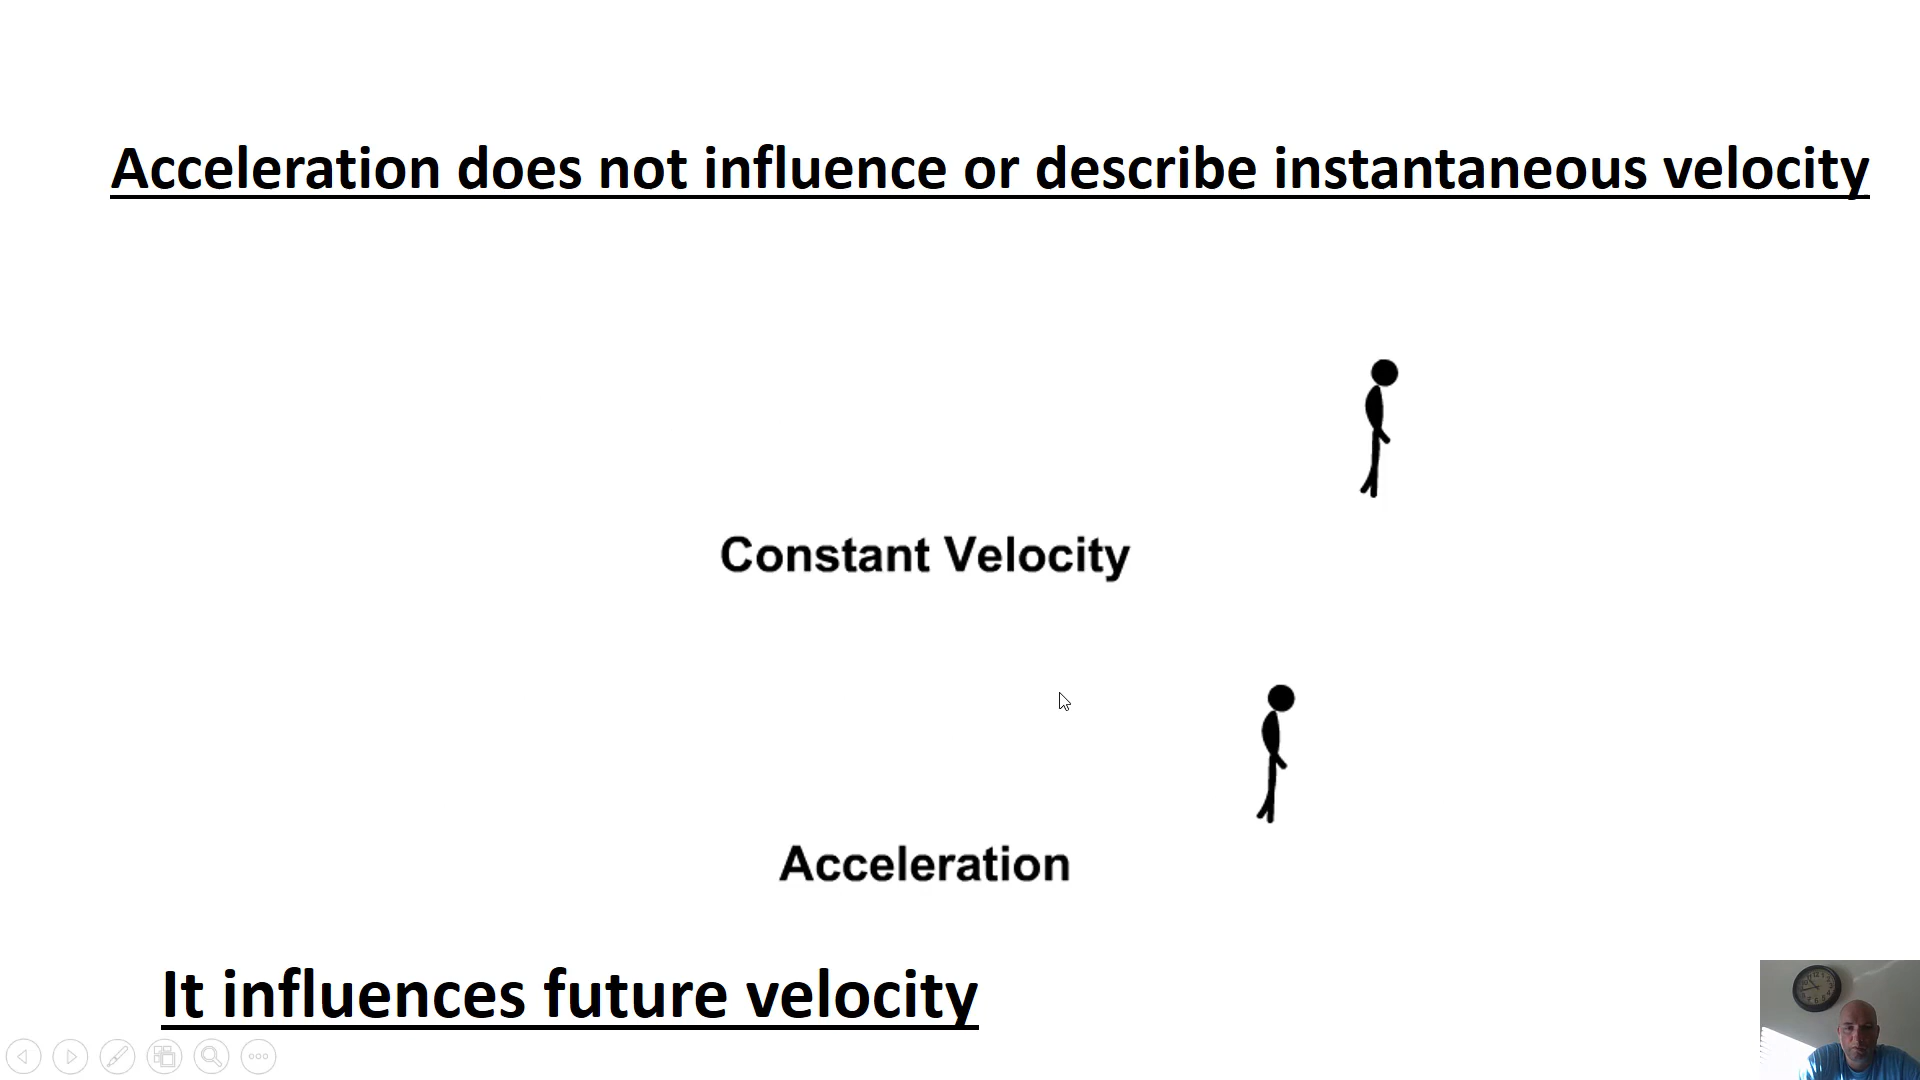 Acceleration does not influence or describe instantaneous velocity
Constant Velocity
Acceleration
It influences future velocity